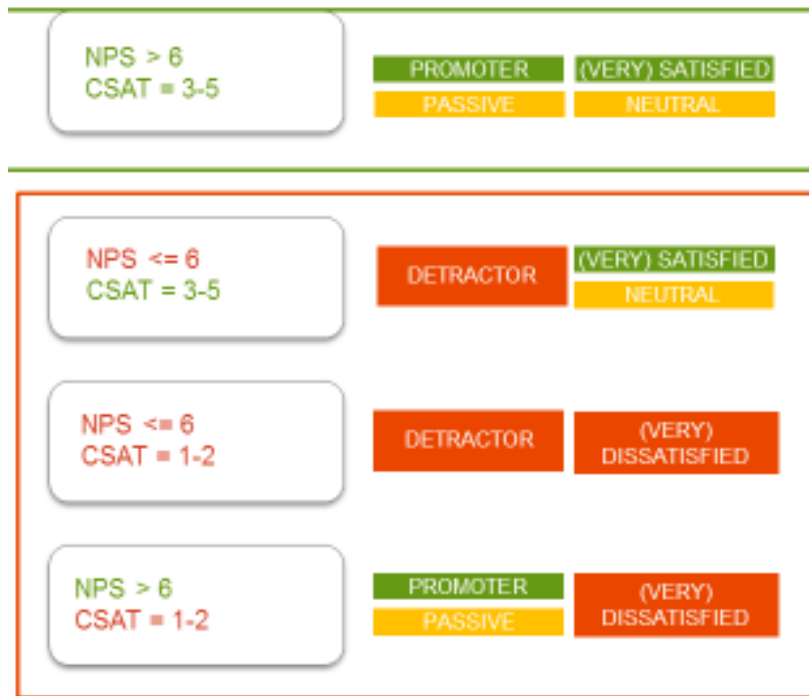 NPS > 6
CSAT = 3-5
PROMOTER
(VERY) SATISFIED
PASSIVE
NEUTRAL
NPS <= 6
CSAT = 3-5
DETRACTOR
(VERY) SATISFIED
NEUTRAL
NPS <= 6
CSAT = 1-2
DETRACTOR
(VERY)
DISSATISFIED
NPS > 6
CSAT = 1-2
PROMOTER
PASSIVE
(VERY)
DISSATISFIED